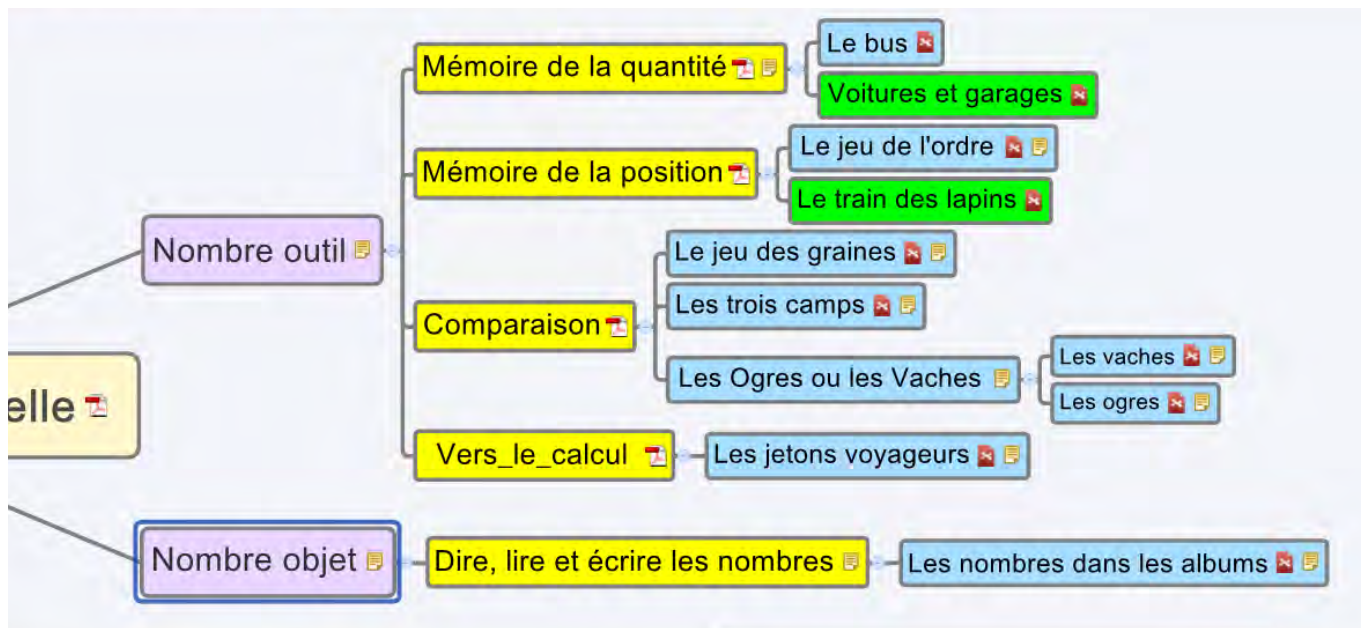 Nombre outil
Mémoire de la quantité
Le bus
Voitures et garages
Mémoire de la position
Le jeu de l'ordre
Le train des lapins
Comparaison
Le jeu des graines
Les trois camps
Les Ogres ou les Vaches
Les vaches
Les ogres
Vers_le_calcul
Les jetons voyageurs
elle
Nombre objet
Dire, lire et écrire les nombres
Les nombres dans les albums